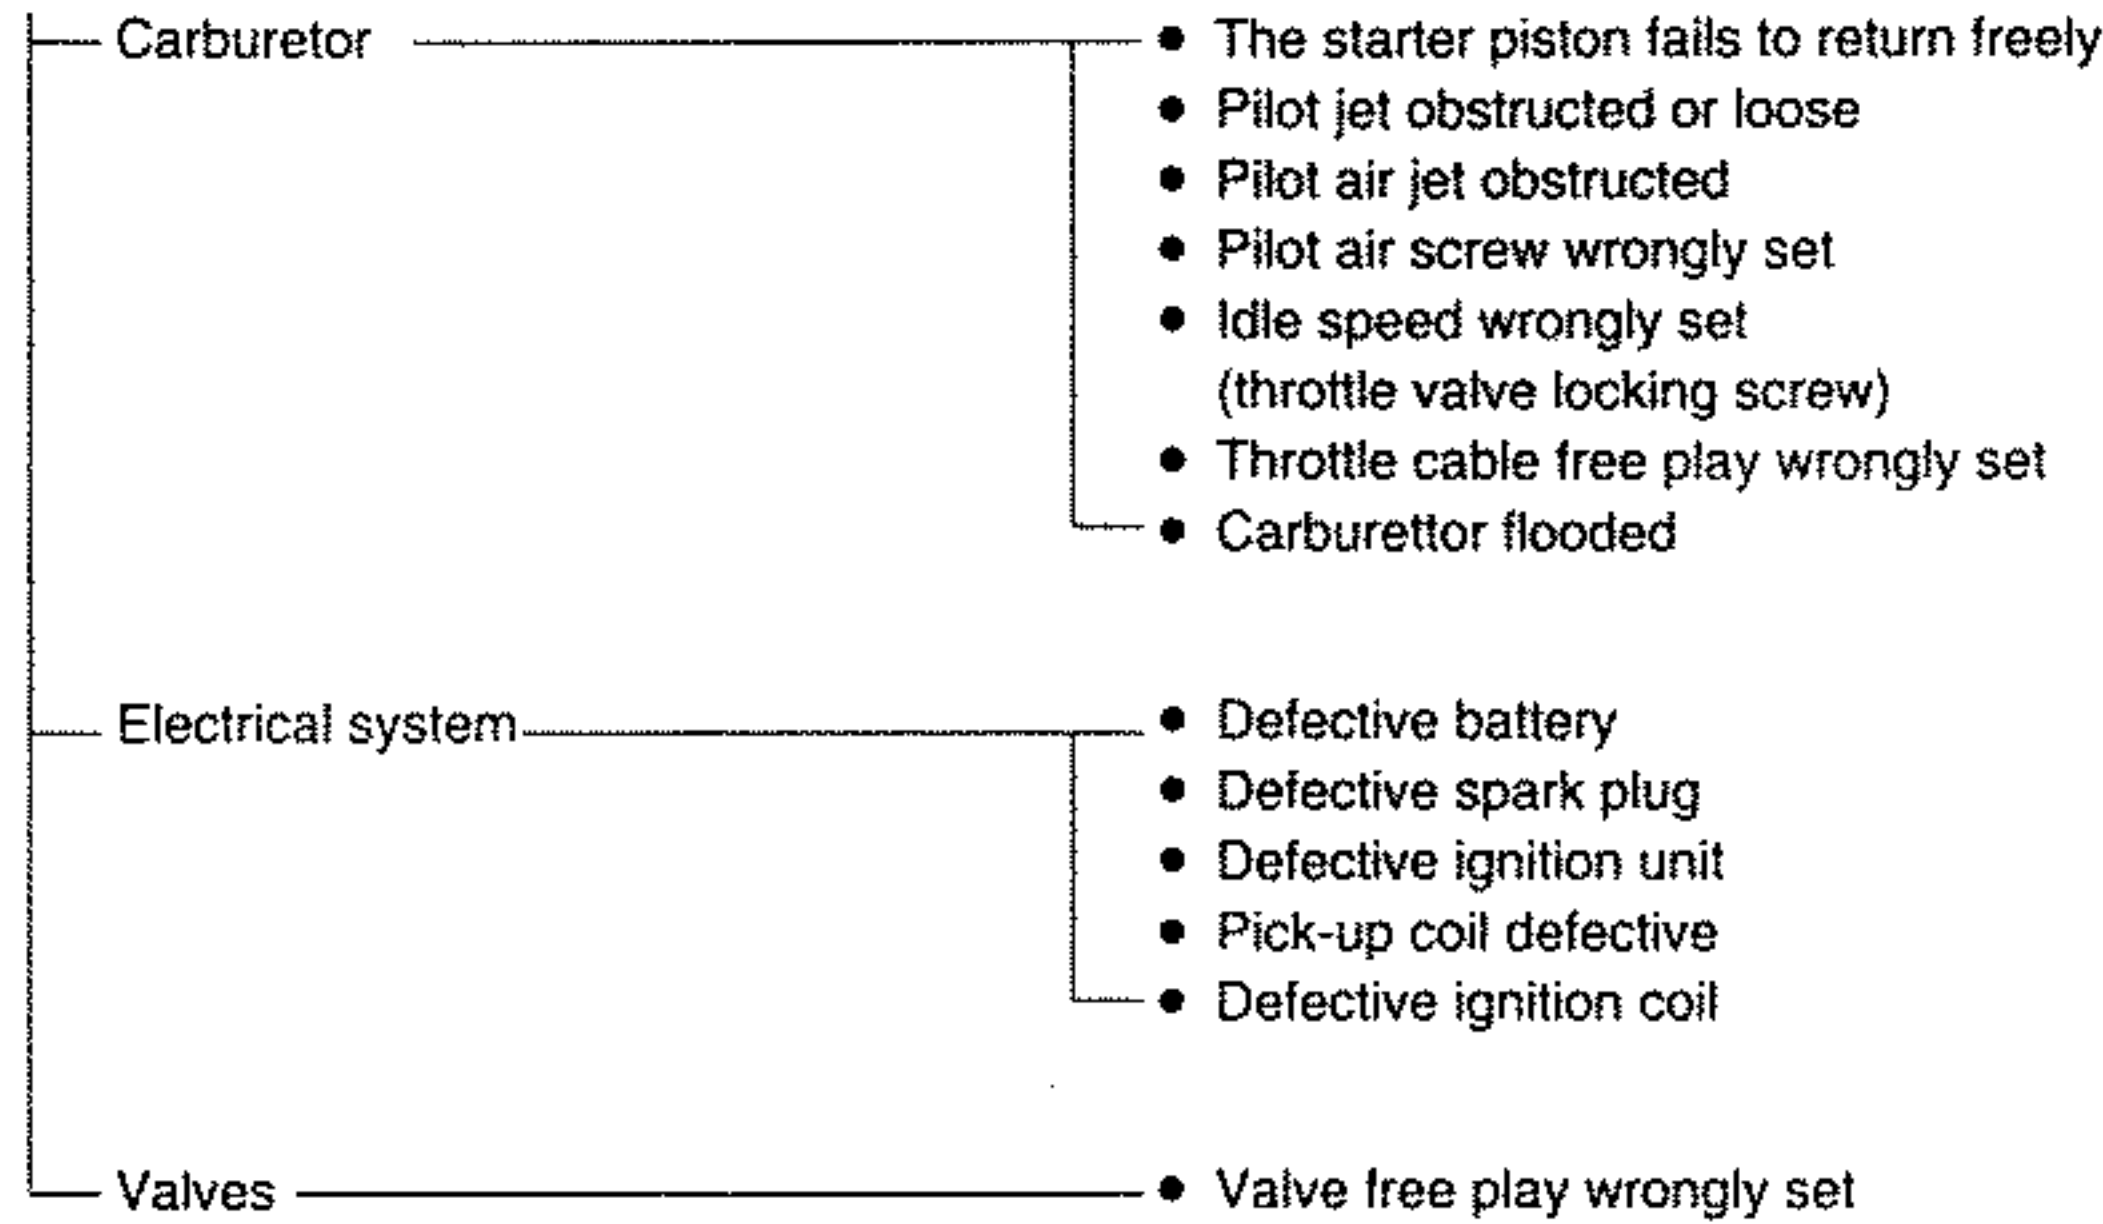 Carburetor
● The starter piston fails to return freely
● Pilot jet obstructed or loose
● Pilot air jet obstructed
● Pilot air screw wrongly set
● Idle speed wrongly set
(throttle valve locking screw)
● Throttle cable free play wrongly set
● Carburettor flooded
Electrical system
● Defective battery
● Defective spark plug
● Defective ignition unit
● Pick-up coil defective
● Defective ignition coil
Valves
● Valve free play wrongly set